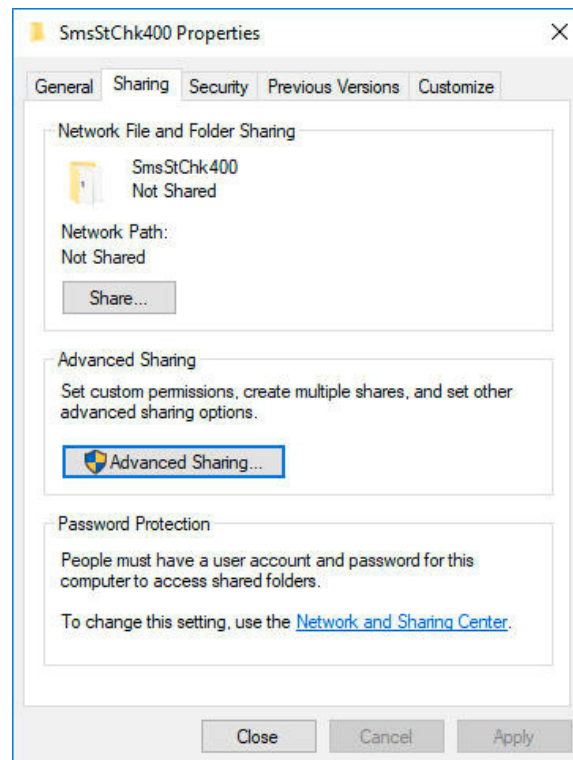 SmsStChk400 Properties
General Sharing Security Previous Versions Customize
Network File and Folder Sharing
SmsStChk400
Not Shared
Network Path:
Not Shared
Share...
Advanced Sharing
Set custom permissions, create multiple shares, and set other
advanced sharing options.
Advanced Sharing...
Password Protection
People must have a user account and password for this
computer to access shared folders.
To change this setting, use the Network and Sharing Center.
Close Cancel Apply